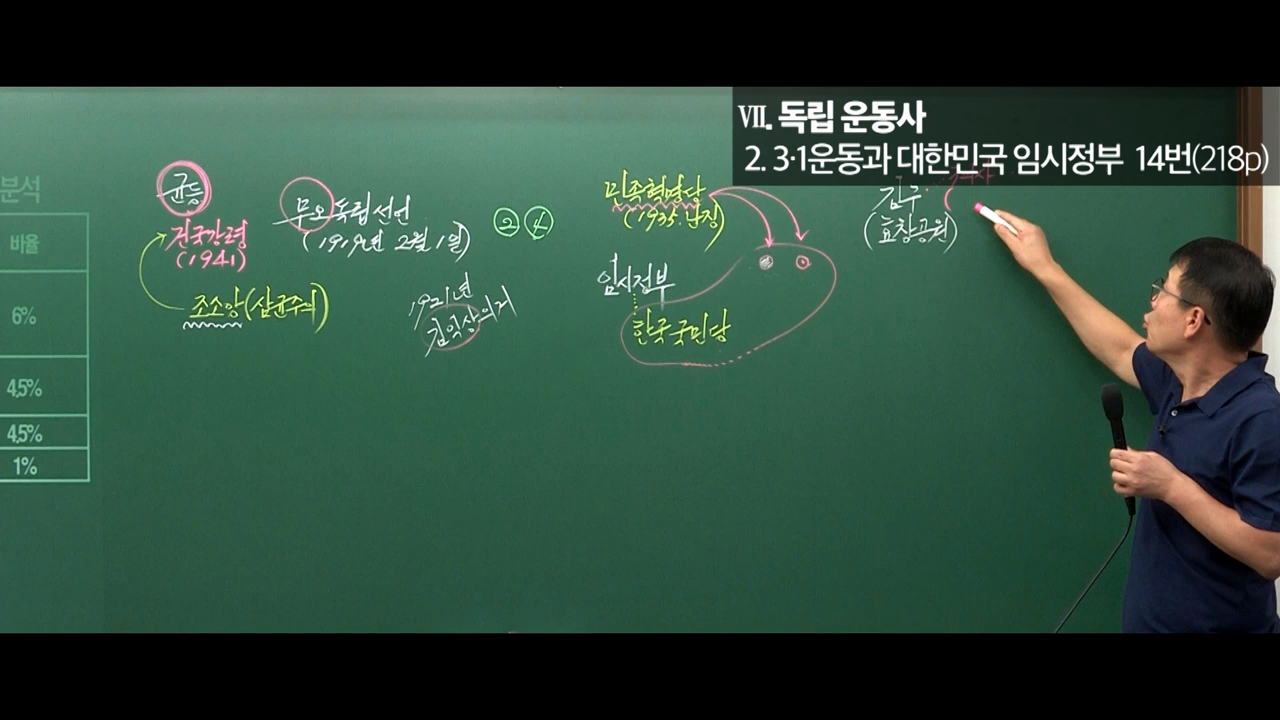 Ⅶ. 독립 운동사
2. 3·1운동과 대한민국 임시정부 14번(218p)
분석
비율
6%
4.5%
4.5%
1%
균등
건국강령
(1941)
조소앙(삼균주의)
무오독립선언
(1919년 2월 1일)
② ④
1921년
김익상의거
민족혁명당
(1935. 난징)
임시정부
한국국민당
김구
(효창공원)